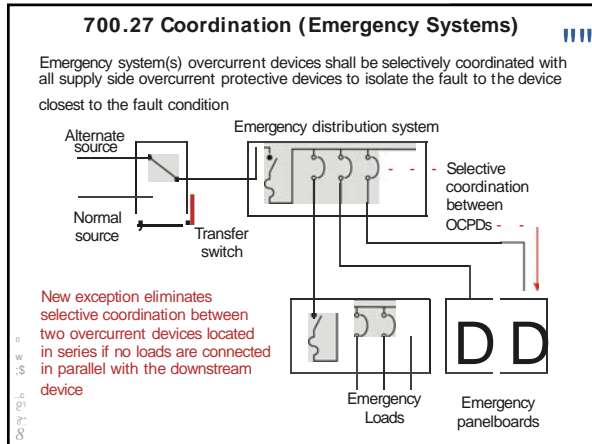 700.27 Coordination (Emergency Systems)
""
Emergency system(s) overcurrent devices shall be selectively coordinated with
all supply side overcurrent protective devices to isolate the fault to the device
closest to the fault condition
Alternate
source
Emergency distribution system
Selective
coordination
between
OCPDs
Normal
source
Transfer
switch
New exception eliminates
selective coordination between
two overcurrent devices located
in series if no loads are connected
in parallel with the downstream
device
D D
Emergency
Loads
Emergency
panelboards